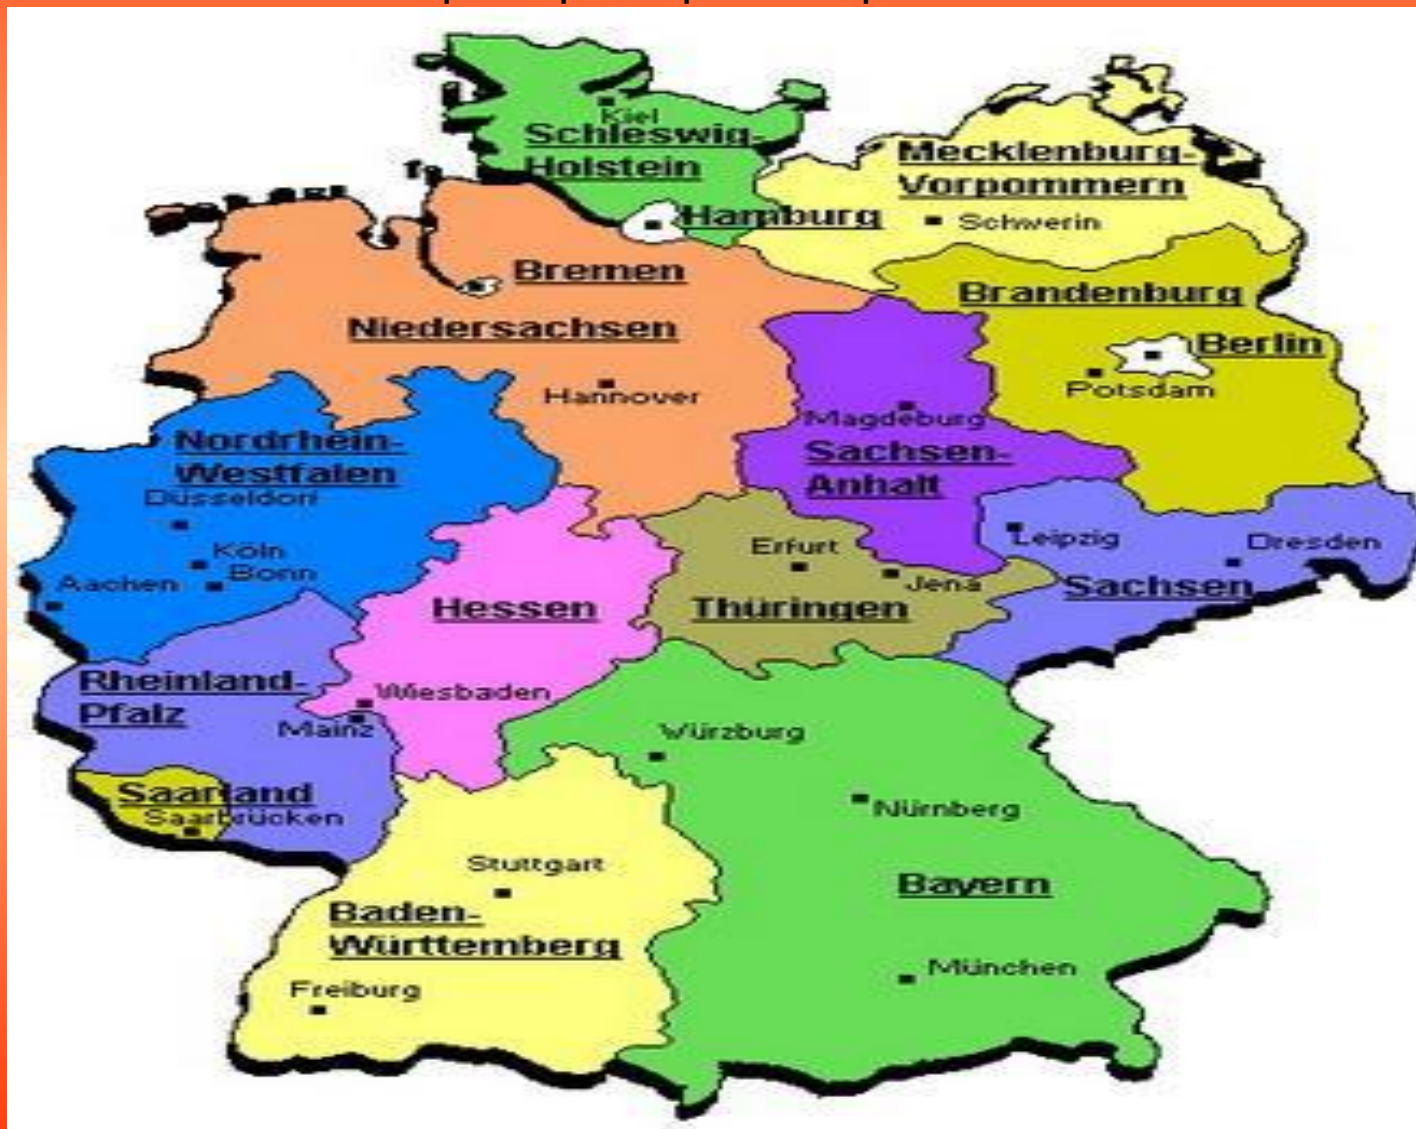 Kiel
Schleswig-
Holstein
Mecklenburg-
Vorpommern
Hamburg
Schwerin
Bremen
Brandenburg
Niedersachsen
Berlin
Potsdam
Hannover
Magdeburg
Nordrhein-
Westfalen
Sachsen-
Anhalt
Düsseldorf
Köln
Bonn
Aachen
Erfurt
Jena
Leipzig
Dresden
Sachsen
Hessen
Thüringen
Rheinland-
Pfalz
Wiesbaden
Mainz
Würzburg
Saarland
Saarbrücken
Nürnberg
Stuttgart
Bayern
Baden-
Württemberg
München
Freiburg